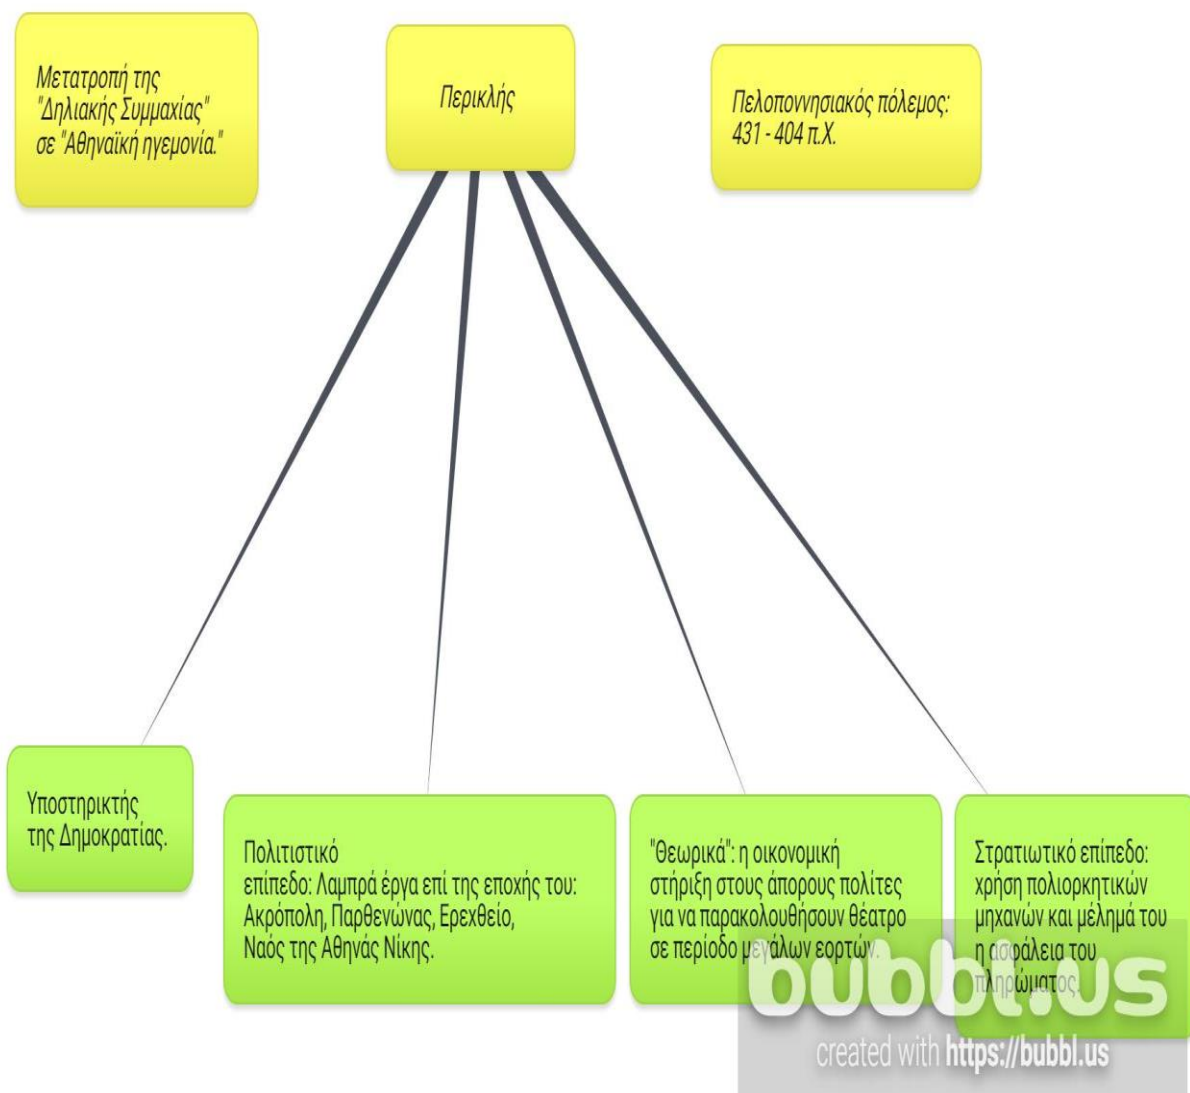 Μετατροπή της
"Δηλιακής Συμμαχίας"
σε "Αθηναϊκή ηγεμονία."
Περικλής
Πελοποννησιακός πόλεμος:
431 - 404 π.Χ.
Υποστηρικτής
της Δημοκρατίας.
Πολιτιστικό
επίπεδο: Λαμπρά έργα επί της εποχής του:
Ακρόπολη, Παρθενώνας, Ερεχθείο,
Ναός της Αθηνάς Νίκης.
"Θεωρικά": η οικονομική
στήριξη στους άπορους πολίτες
για να παρακολουθήσουν θέατρο
σε περίοδο μεγάλων εορτών.
Στρατιωτικό επίπεδο:
χρήση πολιορκητικών
μηχανών και μέλημά του
η ασφάλεια του
πληρώματος.
bubbl.us
created with https://bubbl.us